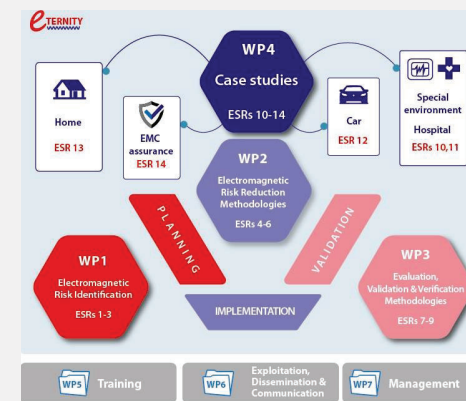 eTERNITY
WP4
Case studies
ESRs 10-14
Home
ESR 13
EMC
assurance
ESR 14
Car
ESR 12
Special
environment
Hospital
ESRs 10,11
WP2
Electromagnetic
Risk Reduction
Methodologies
ESRs 4-6
PLANNING
VALIDATION
WP1
Electromagnetic
Risk Identification
ESRs 1-3
IMPLEMENTATION
WP3
Evaluation,
Validation & Verification
Methodologies
ESRs 7-9
WP5 Training
WP6 Exploitation,
Dissemination &
Communication
WP7 Management